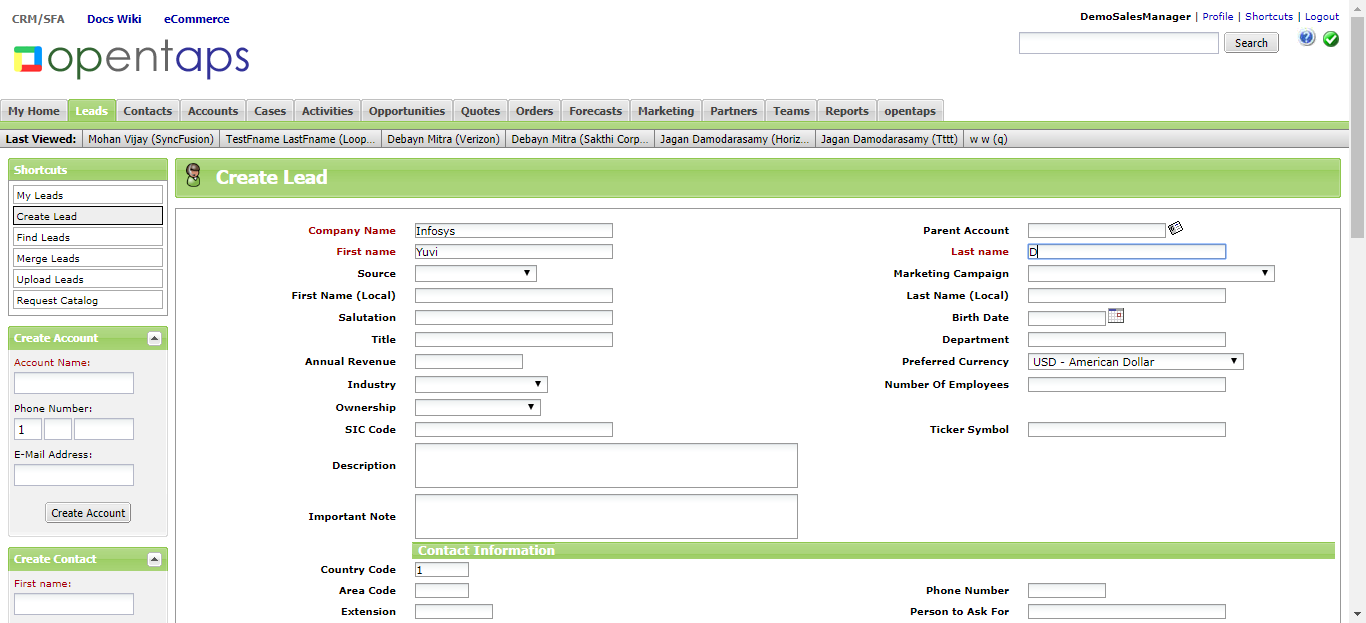 CRM/SFA Docs Wiki eCommerce
DemoSalesManager | Profile | Shortcuts | Logout
opentaps
Search
My Home Leads Contacts Accounts Cases Activities Opportunities Quotes Orders Forecasts Marketing Partners Teams Reports opentaps
Last Viewed: Mohan Vijay (SyncFusion) TestFname LastFname (Loop... Debayn Mitra (Verizon) Debayn Mitra (Sakthi Corp... Jagan Damodarasamy (Horiz... Jagan Damodarasamy (Tttt) w w (q)
Shortcuts
My Leads
Create Lead
Find Leads
Merge Leads
Upload Leads
Request Catalog
Create Account
Account Name:
Phone Number:
1
E-Mail Address:
Create Account
Create Contact
First name:
Create Lead
Company Name Infosys Parent Account
First name Yuvi Last name D
Source Marketing Campaign
First Name (Local) Last Name (Local)
Salutation Birth Date
Title Department
Annual Revenue Preferred Currency USD - American Dollar
Industry Number Of Employees
Ownership
SIC Code Ticker Symbol
Description
Important Note
Contact Information
Country Code 1
Area Code Phone Number
Extension Person to Ask For